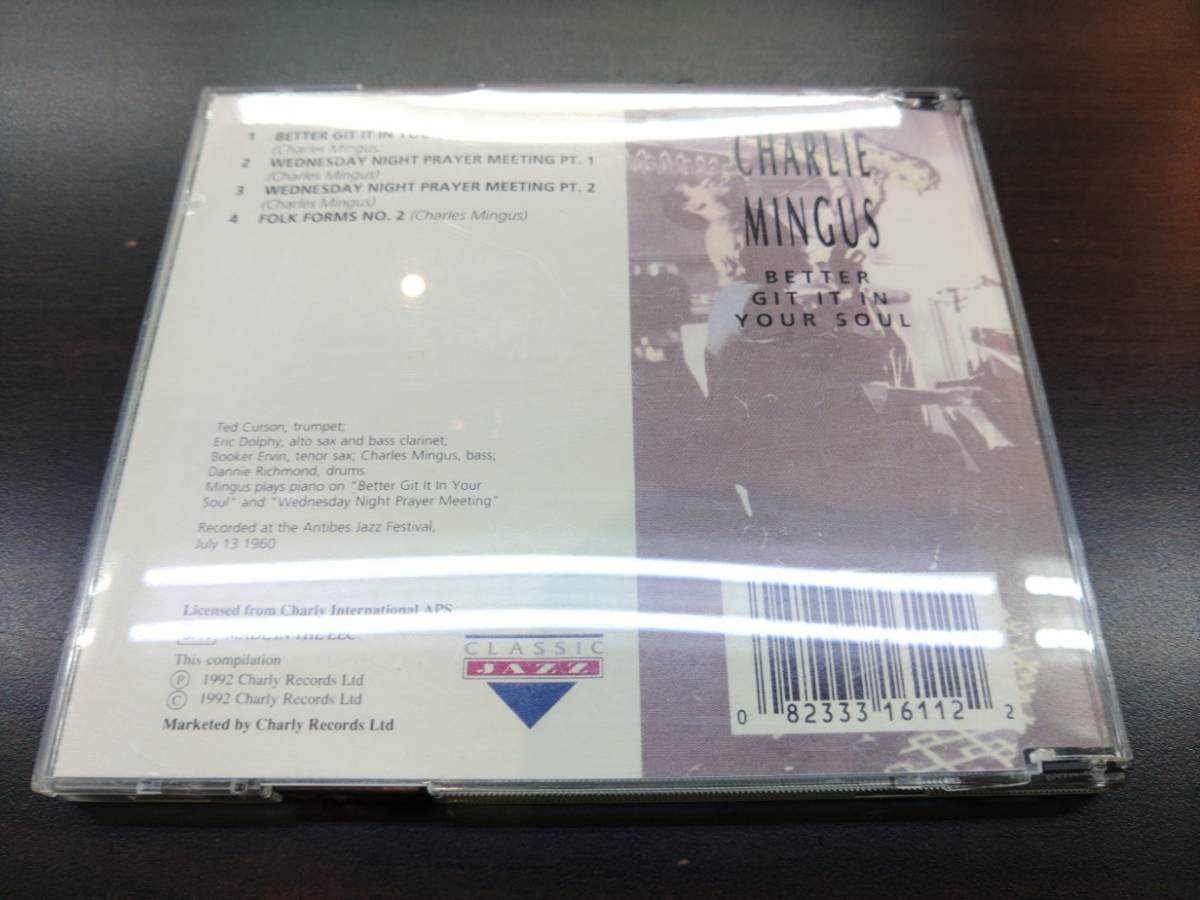 1 BETTER GIT IT IN
(Charles Mingus)
2 WEDNESDAY NIGHT PRAYER MEETING PT. 1
(Charles Mingus)
3 WEDNESDAY NIGHT PRAYER MEETING PT. 2
(Charles Mingus)
4 FOLK FORMS NO. 2 (Charles Mingus)
Ted Curson, trumpet;
Eric Dolphy, alto sax and bass clarinet;
Booker Ervin, tenor sax; Charles Mingus, bass;
Dannie Richmond, drums.
Mingus plays piano on "Better Git It In Your
Soul" and "Wednesday Night Prayer Meeting"
Recorded at the Antibes Jazz Festival,
July 13 1960
Licensed from Charly International APS
MADE IN THE EEC
This compilation
Ⓟ 1992 Charly Records Ltd
© 1992 Charly Records Ltd
Marketed by Charly Records Ltd
CLASSIC
JAZZ
CHARLIE
MINGUS
BETTER
GIT IT IN
YOUR SOUL
0 82333 16112 2